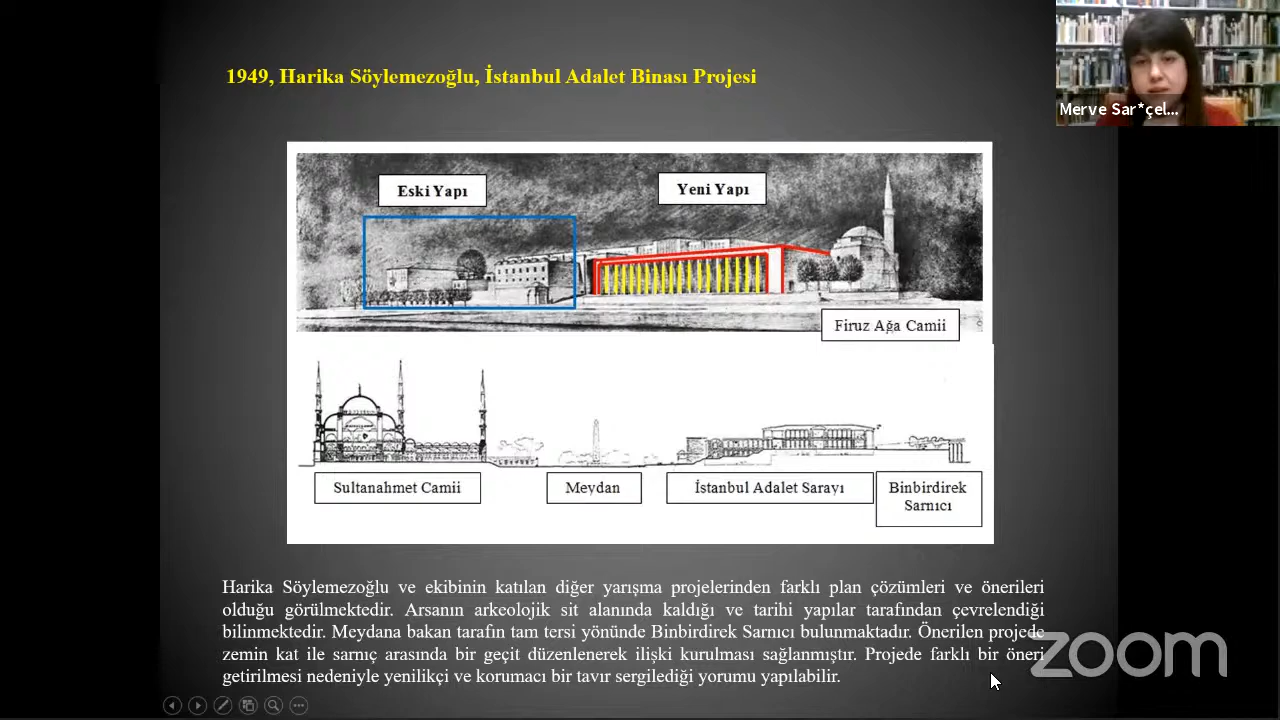 1949, Harika Söylemezoğlu, İstanbul Adalet Binası Projesi
Merve Sar*çel...
Eski Yapı
Yeni Yapı
Firuz Ağa Camii
Sultanahmet Camii
Meydan
İstanbul Adalet Sarayı
Binbirdirek
Sarnıcı
Harika Söylemezoğlu ve ekibinin katılan diğer yarışma projelerinden farklı plan çözümleri ve önerileri
olduğu görülmektedir. Arsanın arkeolojik sit alanında kaldığı ve tarihi yapılar tarafından çevrelendiği
bilinmektedir. Meydana bakan tarafın tam tersi yönünde Binbirdirek Sarnıcı bulunmaktadır. Önerilen projede
zemin kat ile sarnıç arasında bir geçit düzenlenerek ilişki kurulması sağlanmıştır. Projede farklı bir öneri
getirilmesi nedeniyle yenilikçi ve korumacı bir tavır sergilediği yorumu yapılabilir.
zoom